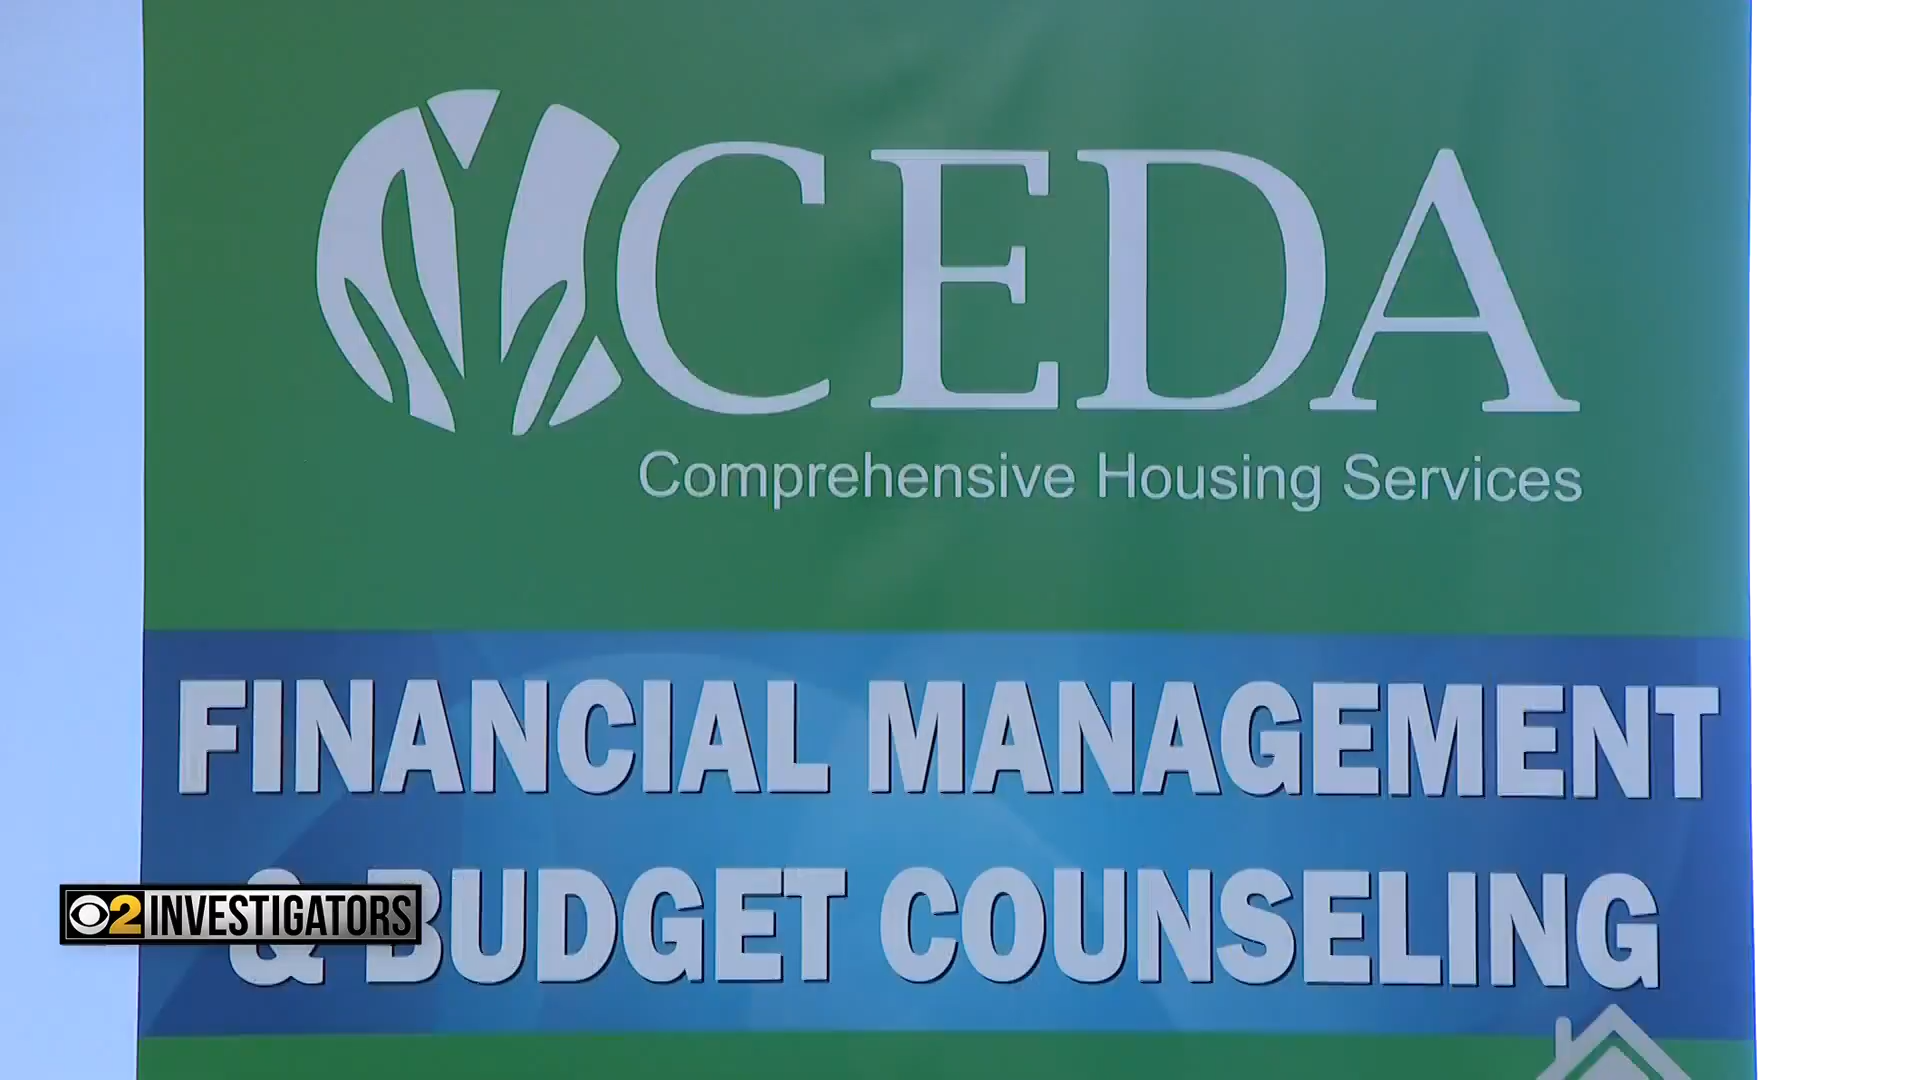 CEDA
Comprehensive Housing Services
FINANCIAL MANAGEMENT
& BUDGET COUNSELING
2 INVESTIGATORS